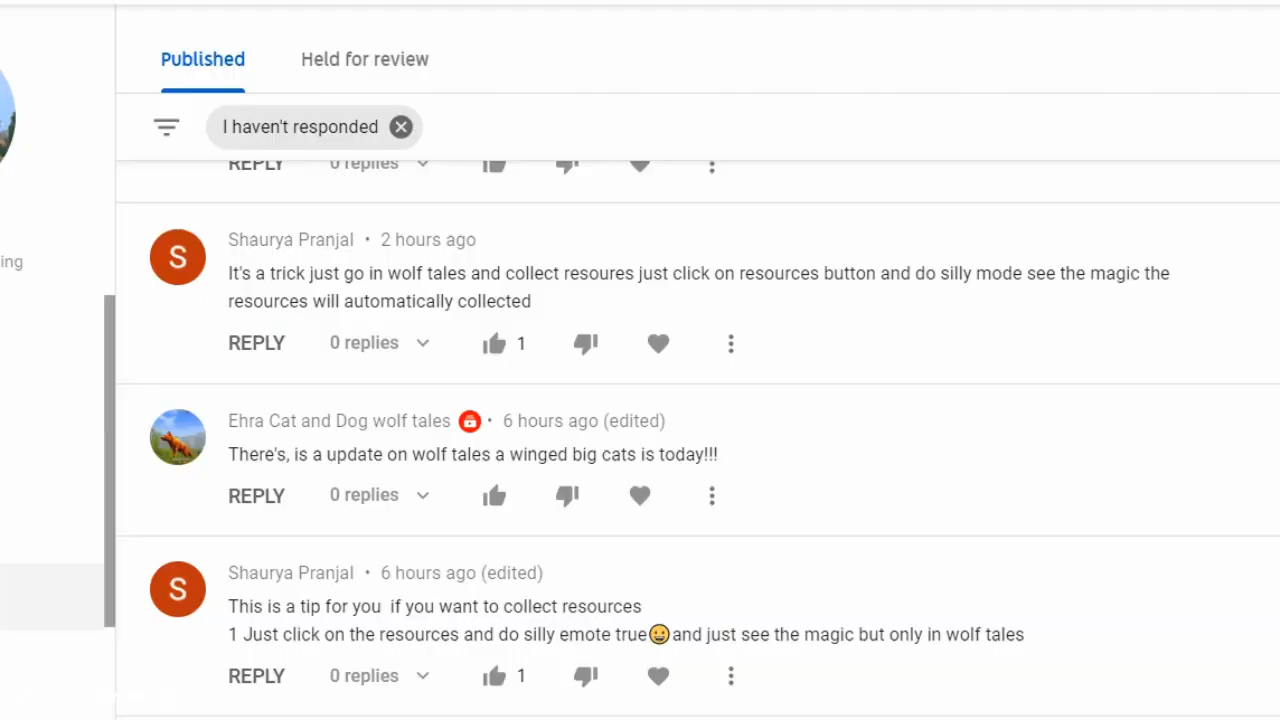 Published
Held for review
I haven't responded
REPLY
0 replies
Shaurya Pranjal • 2 hours ago
It's a trick just go in wolf tales and collect resoures just click on resources button and do silly mode see the magic the
resources will automatically collected
REPLY
0 replies
1
ing
Ehra Cat and Dog wolf tales • 6 hours ago (edited)
There's, is a update on wolf tales a winged big cats is today!!!
REPLY
0 replies
Shaurya Pranjal • 6 hours ago (edited)
This is a tip for you if you want to collect resources
1 Just click on the resources and do silly emote true😀and just see the magic but only in wolf tales
REPLY
0 replies
1
S
S